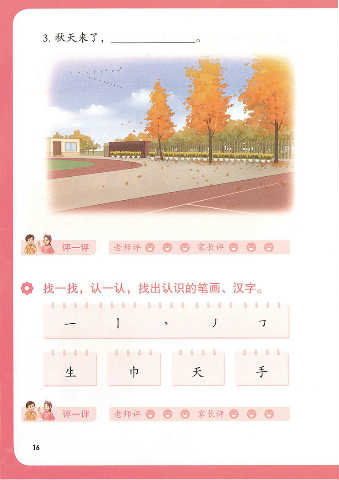 3. 秋天来了，______________。
评一评 老师评 家长评
找一找，认一认，找出认识的笔画、汉字。
一 丨 丶 丿 ㇖
生 巾 天 手
评一评 老师评 家长评
16